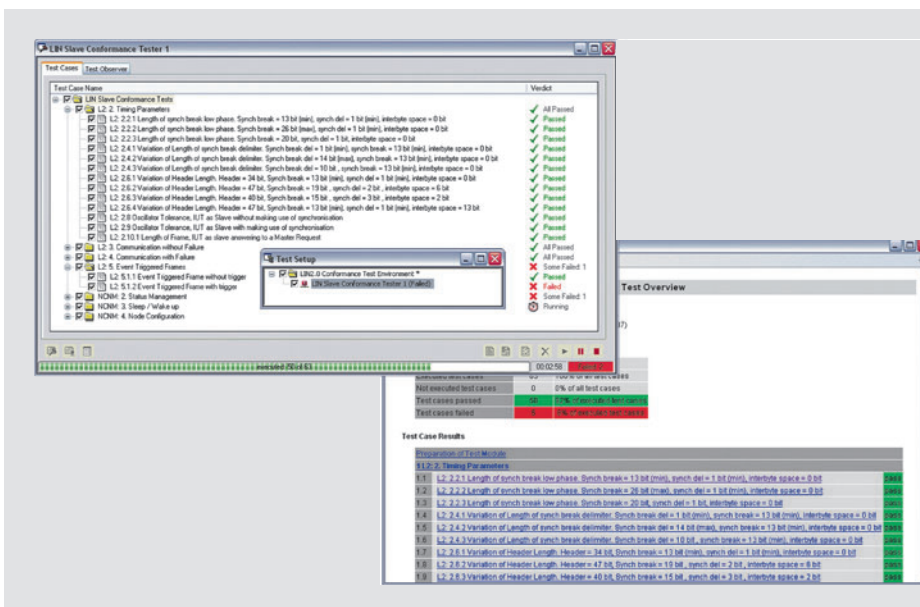 LIN Slave Conformance Tester 1
Test Cases Test Observer
Test Case Name Verdict
LIN Slave Conformance Tests
L2: 2. Timing Parameters All Passed
L2: 2.2.1 Length of synch break low phase. Synch break = 13 bit (min), synch del = 1 bit (min), interbyte space = 0 bit Passed
L2: 2.2.2 Length of synch break low phase. Synch break = 26 bit (max), synch del = 1 bit (min), interbyte space = 0 bit Passed
L2: 2.2.3 Length of synch break low phase. Synch break = 20 bit, synch del = 1 bit, interbyte space = 0 bit Passed
L2: 2.4.1 Variation of Length of synch break delimiter. Synch break del = 1 bit (min), synch break = 13 bit (min), interbyte space = 0 bit Passed
L2: 2.4.2 Variation of Length of synch break delimiter. Synch break del = 14 bit (max), synch break = 13 bit (min), interbyte space = 0 bit Passed
L2: 2.4.3 Variation of Length of synch break delimiter. Synch break del = 10 bit , synch break = 13 bit (min), interbyte space = 0 bit Passed
L2: 2.6.1 Variation of Header Length. Header = 34 bit, Synch break = 13 bit (min), synch del = 1 bit (min), interbyte space = 0 bit Passed
L2: 2.6.2 Variation of Header Length. Header = 47 bit, Synch break = 19 bit , synch del = 2 bit , interbyte space = 6 bit Passed
L2: 2.6.3 Variation of Header Length. Header = 40 bit, Synch break = 15 bit , synch del = 3 bit , interbyte space = 2 bit Passed
L2: 2.6.4 Variation of Header Length. Header = 47 bit, Synch break = 13 bit (min), synch del = 1 bit (min), interbyte space = 13 bit Passed
L2: 2.8 Oscillator Tolerance, IUT as Slave without making use of synchronisation Passed
L2: 2.9 Oscillator Tolerance, IUT as Slave with making use of synchronisation Passed
L2: 2.10.1 Length of Frame, IUT as slave answering to a Master Request Passed
L2: 3. Communication without Failure All Passed
L2: 4. Communication with Failure All Passed
L2: 5. Event Triggered Frames Some Failed: 1
L2: 5.1.1 Event Triggered Frame without trigger Passed
L2: 5.1.2 Event Triggered Frame with trigger Failed
NCNM: 2. Status Management Some Failed: 1
NCNM: 3. Sleep / Wake up Running
NCNM: 4. Node Configuration
Test Setup
LIN2.0 Conformance Test Environment *
LIN Slave Conformance Tester 1 (Failed)
00:02:58
Test Overview
Executed test cases 100% of all test cases
Not executed test cases 0 0% of all test cases
Test cases passed
Test cases failed
Test Case Results
Preparation of Test Module
1 L2: 2. Timing Parameters
1.1 L2: 2.2.1 Length of synch break low phase. Synch break = 13 bit (min), synch del = 1 bit (min), interbyte space = 0 bit pass
1.2 L2: 2.2.2 Length of synch break low phase. Synch break = 26 bit (max), synch del = 1 bit (min), interbyte space = 0 bit pass
1.3 L2: 2.2.3 Length of synch break low phase. Synch break = 20 bit, synch del = 1 bit, interbyte space = 0 bit pass
1.4 L2: 2.4.1 Variation of Length of synch break delimiter. Synch break del = 1 bit (min), synch break = 13 bit (min), interbyte space = 0 bit pass
1.5 L2: 2.4.2 Variation of Length of synch break delimiter. Synch break del = 14 bit (max), synch break = 13 bit (min), interbyte space = 0 bit pass
1.6 L2: 2.4.3 Variation of Length of synch break delimiter. Synch break del = 10 bit , synch break = 13 bit (min), interbyte space = 0 bit pass
1.7 L2: 2.6.1 Variation of Header Length. Header = 34 bit, Synch break = 13 bit (min), synch del = 1 bit (min), interbyte space = 0 bit pass
1.8 L2: 2.6.2 Variation of Header Length. Header = 47 bit, Synch break = 19 bit , synch del = 2 bit , interbyte space = 6 bit pass
1.9 L2: 2.6.3 Variation of Header Length. Header = 40 bit, Synch break = 15 bit , synch del = 3 bit , interbyte space = 2 bit pass